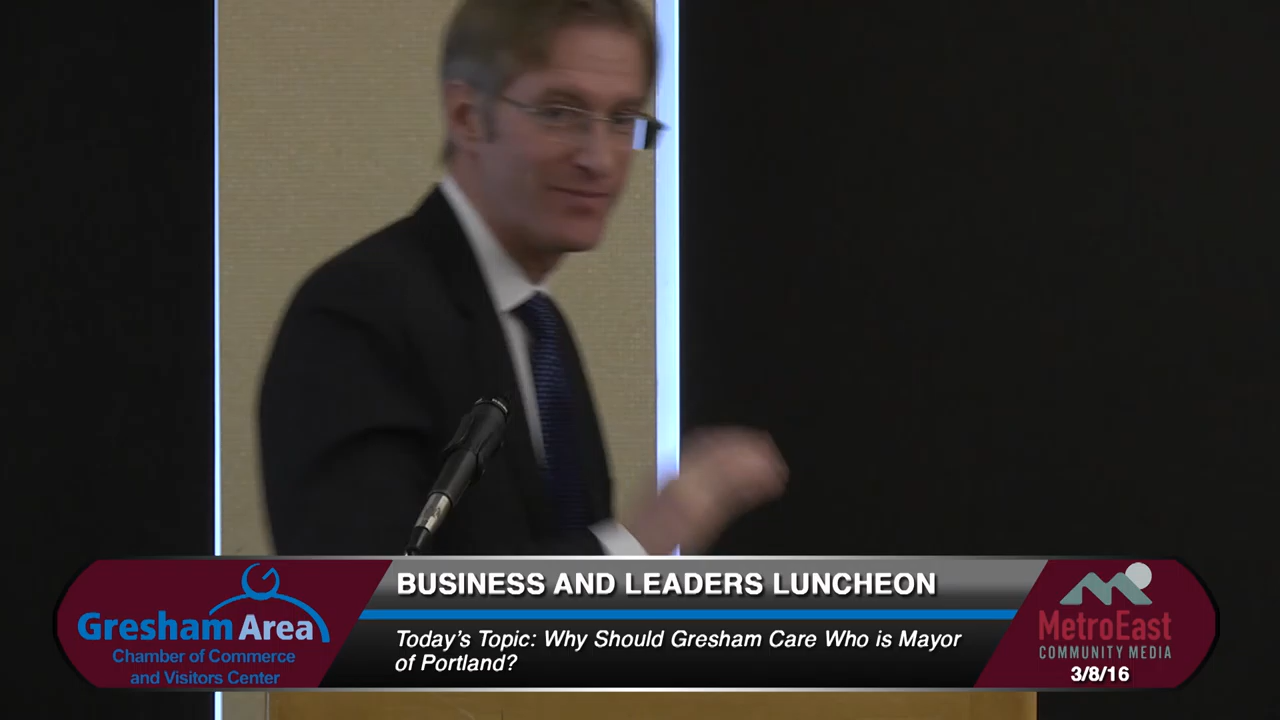 BUSINESS AND LEADERS LUNCHEON
Gresham Area
Chamber of Commerce
and Visitors Center
Today's Topic: Why Should Gresham Care Who is Mayor
of Portland?
MetroEast
COMMUNITY MEDIA
3/8/16